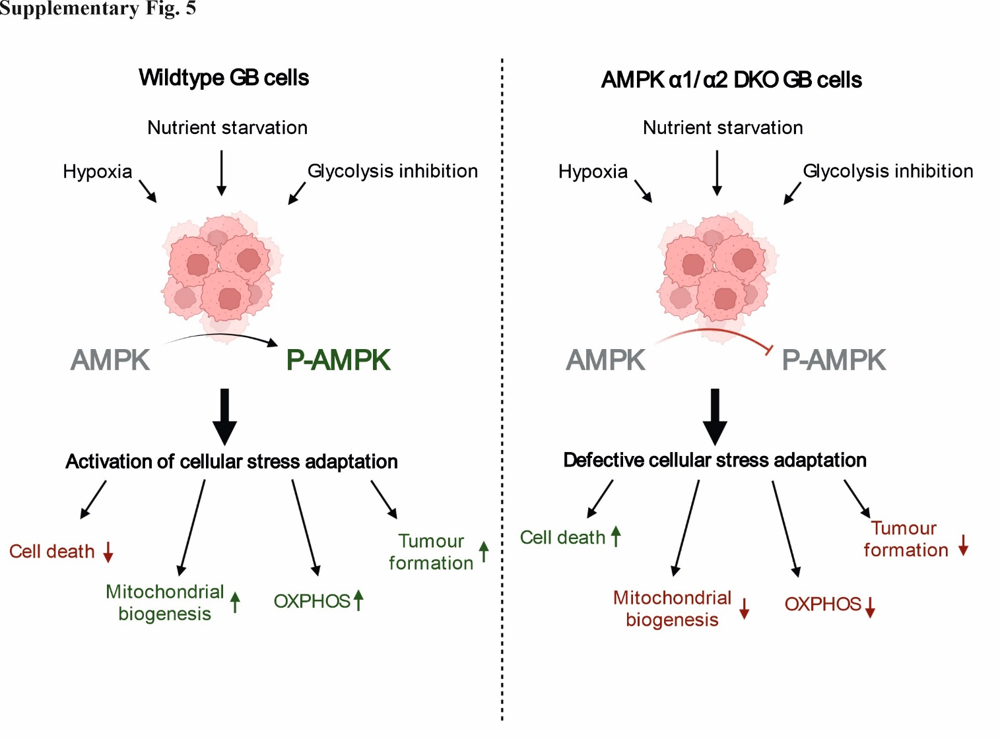 Supplementary Fig. 5
Wildtype GB cells
Nutrient starvation
Hypoxia
Glycolysis inhibition
AMPK
P-AMPK
Activation of cellular stress adaptation
Cell death
Mitochondrial
biogenesis
OXPHOS
Tumour
formation
AMPK α1/α2 DKO GB cells
Nutrient starvation
Hypoxia
Glycolysis inhibition
AMPK
P-AMPK
Defective cellular stress adaptation
Cell death
Mitochondrial
biogenesis
OXPHOS
Tumour
formation